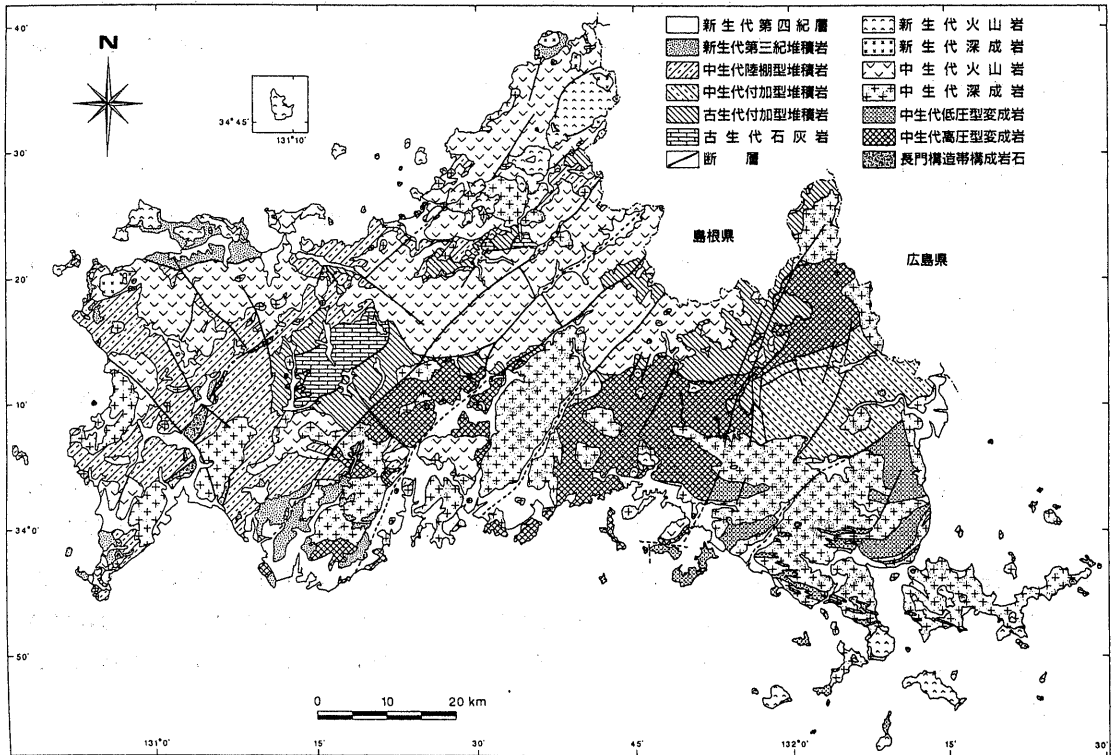 40'
N
34°45'
131°10'
新生代第四紀層
新生代第三紀堆積岩
中生代陸棚型堆積岩
中生代付加型堆積岩
古生代付加型堆積岩
古生代石灰岩
断層
新生代火山岩
新生代深成岩
中生代火山岩
中生代深成岩
中生代低圧型変成岩
中生代高圧型変成岩
長門構造帯構成岩石
30'
島根県
広島県
20'
10'
34°0'
50'
0 10 20 km
131°0' 15' 30' 45' 132°0' 15' 30'